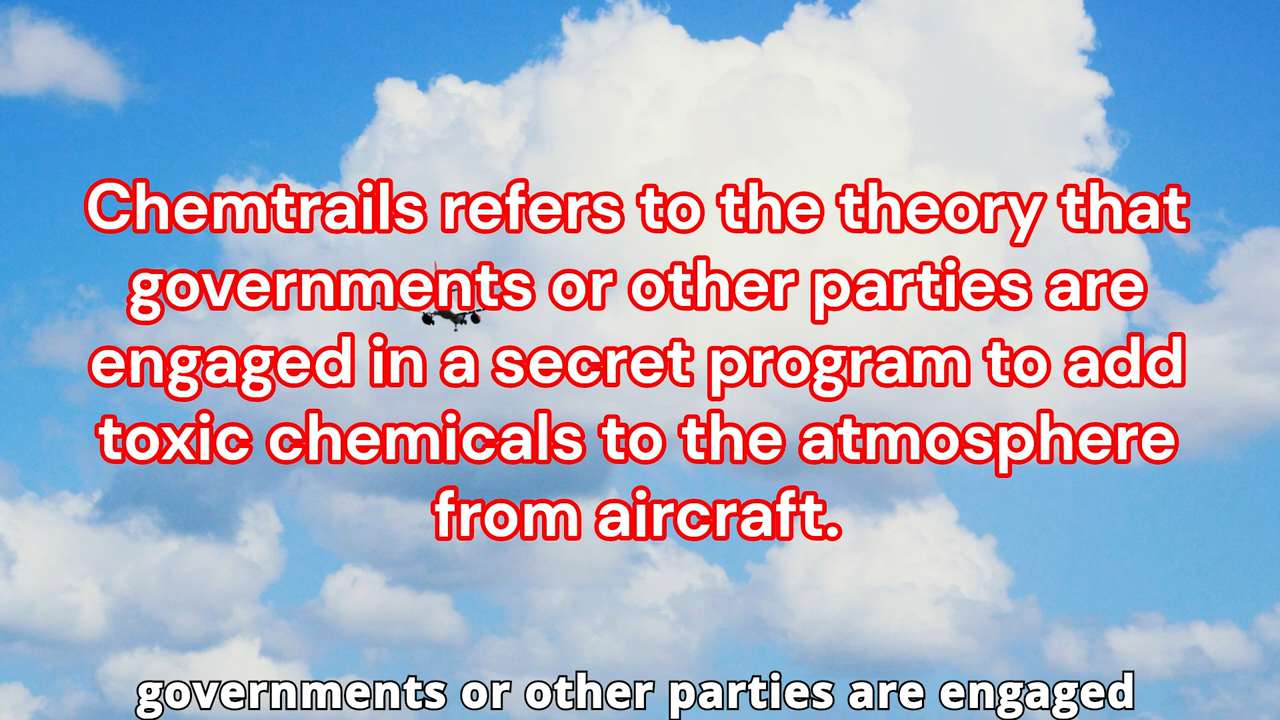 Chemtrails refers to the theory that
governments or other parties are
engaged in a secret program to add
toxic chemicals to the atmosphere
from aircraft.
governments or other parties are engaged